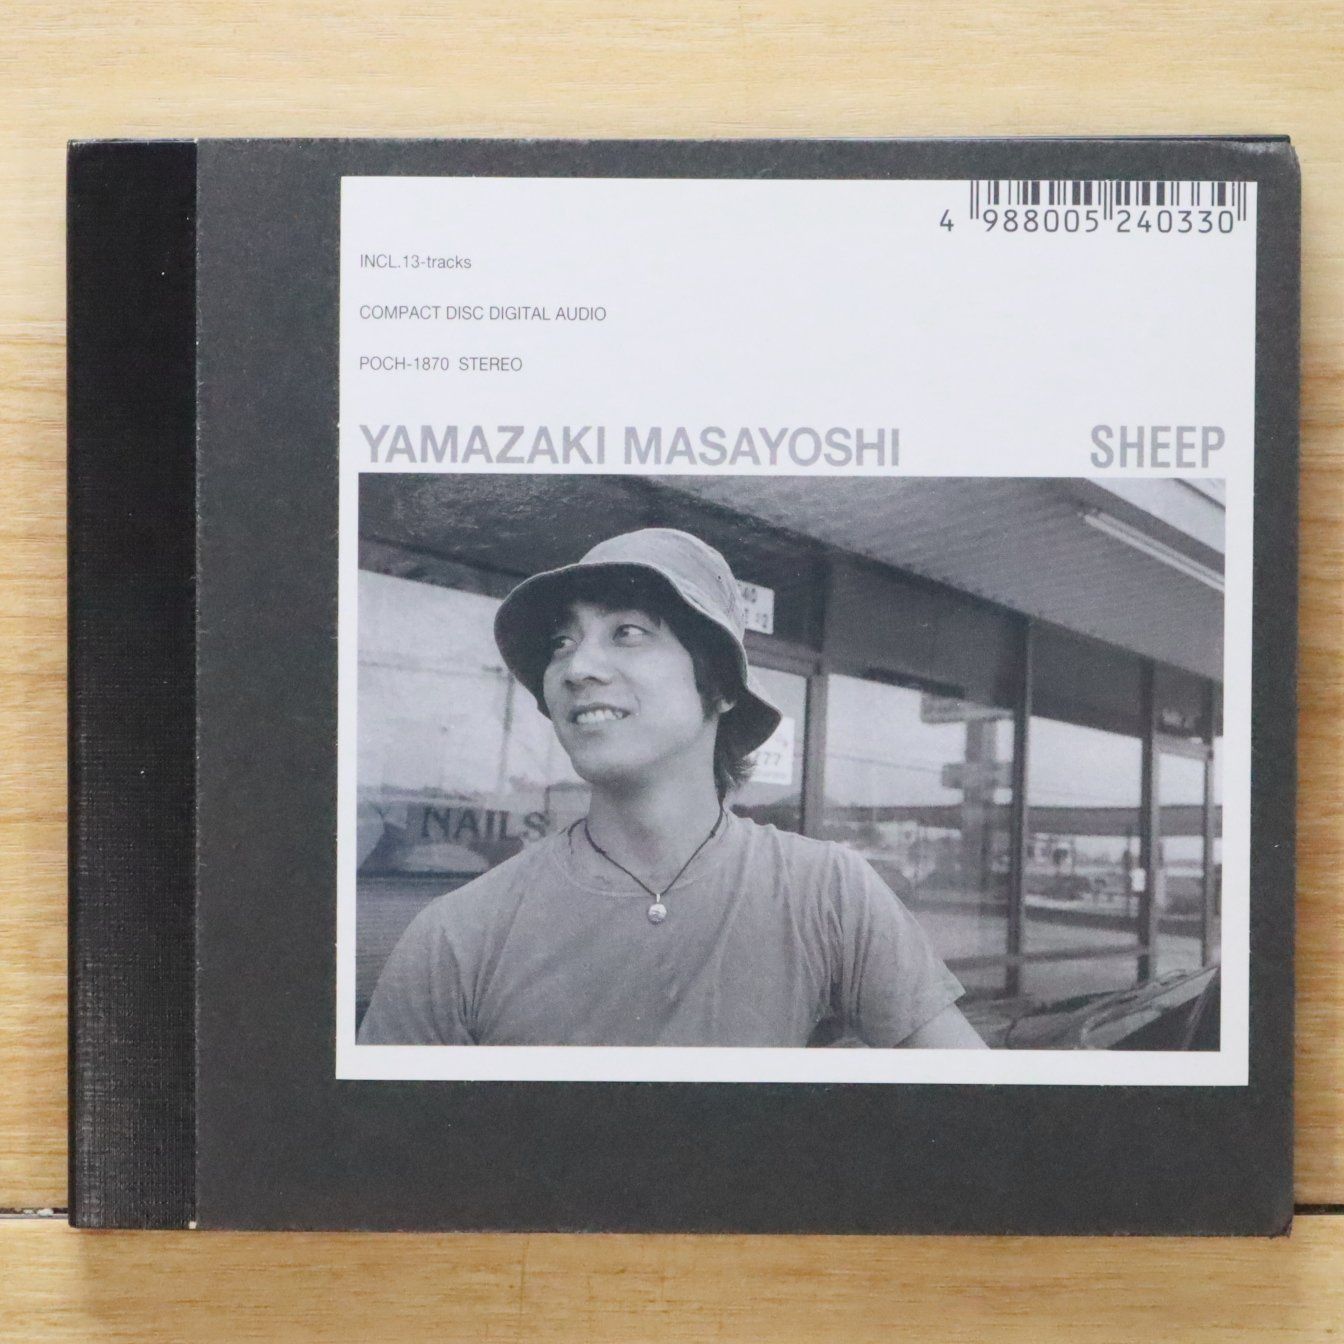 4 988005 240330
INCL.13-tracks
COMPACT DISC DIGITAL AUDIO
POCH-1870 STEREO
YAMAZAKI MASAYOSHI SHEEP
NAILS